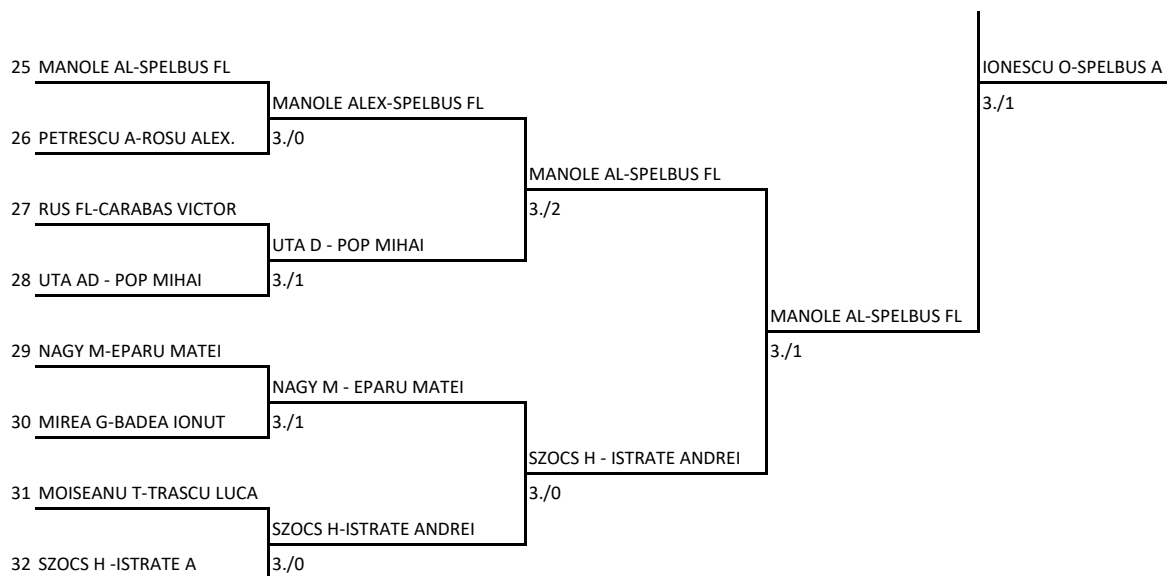 25 MANOLE AL-SPELBUS FL
IONESCU O-SPELBUS A
MANOLE ALEX-SPELBUS FL
3./1
26 PETRESCU A-ROSU ALEX.
3./0
MANOLE AL-SPELBUS FL
27 RUS FL-CARABAS VICTOR
3./2
UTA D - POP MIHAI
28 UTA AD - POP MIHAI
3./1
MANOLE AL-SPELBUS FL
29 NAGY M-EPARU MATEI
3./1
NAGY M - EPARU MATEI
30 MIREA G-BADEA IONUT
3./1
SZOCS H - ISTRATE ANDREI
31 MOISEANU T-TRASCU LUCA
3./0
SZOCS H-ISTRATE ANDREI
32 SZOCS H -ISTRATE A
3./0